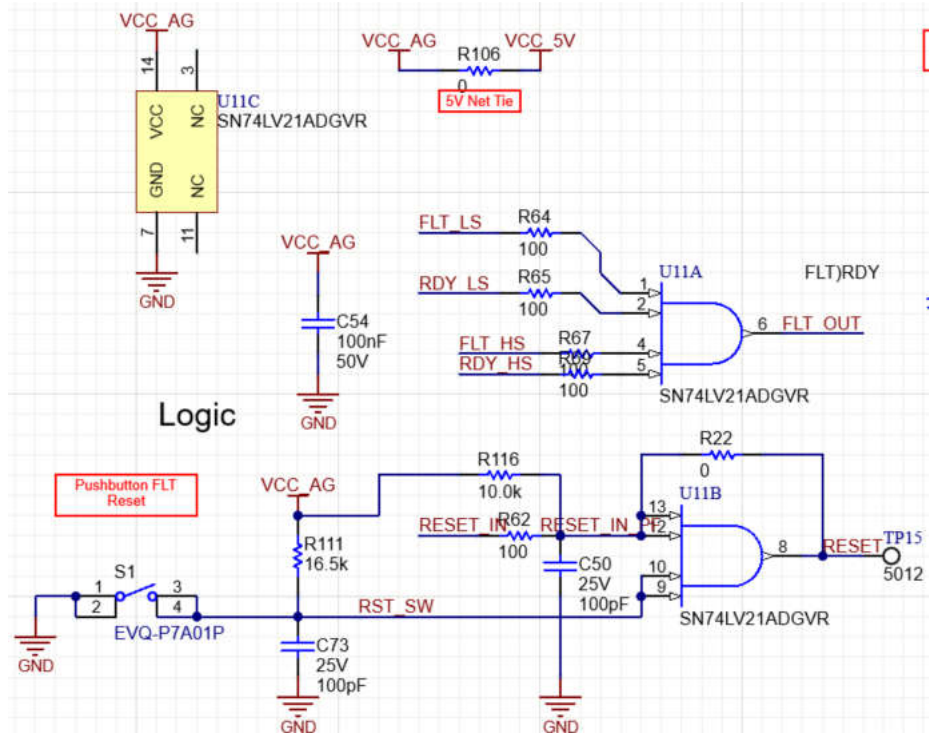 VCC_AG
14
3
VCC
NC
U11C
SN74LV21ADGVR
GND
NC
7
11
GND
VCC_AG
R106
VCC_5V
0
5V Net Tie
VCC_AG
C54
100nF
50V
GND
FLT_LS
R64
100
RDY_LS
R65
100
FLT_HS
R67
RDY_HS
100
1
2
4
5
U11A
FLT)RDY
6
FLT_OUT
SN74LV21ADGVR
Logic
Pushbutton FLT
Reset
VCC_AG
R116
10.0k
R22
0
R111
16.5k
RESET_IN
R62
100
RESET_IN_PF
C50
25V
100pF
13
12
10
9
U11B
8
RESET
TP15
5012
SN74LV21ADGVR
S1
1
2
3
4
EVQ-P7A01P
GND
RST_SW
C73
25V
100pF
GND
GND